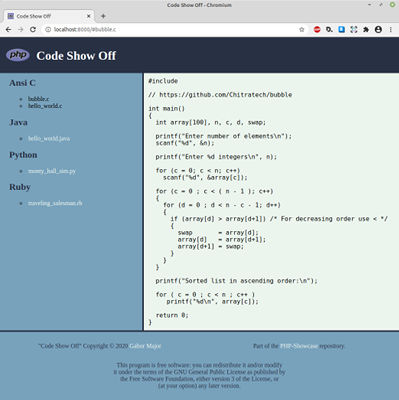 Code Show Off - Chromium
Code Show Off
localhost:8000/#bubble.c
php
Code Show Off
Ansi C
bubble.c
hello_world.c
Java
hello_world.java
Python
monty_hall_sim.py
Ruby
traveling_salesman.rb
#include
// https://github.com/Chitratech/bubble
int main()
{
int array[100], n, c, d, swap;
printf("Enter number of elements\n");
scanf("%d", &n);
printf("Enter %d integers\n", n);
for (c = 0; c < n; c++)
scanf("%d", &array[c]);
for (c = 0 ; c < ( n - 1 ); c++)
{
for (d = 0 ; d < n - c - 1; d++)
{
if (array[d] > array[d+1]) /* For decreasing order use < */
{
swap = array[d];
array[d] = array[d+1];
array[d+1] = swap;
}
}
}
printf("Sorted list in ascending order:\n");
for ( c = 0 ; c < n ; c++ )
printf("%d\n", array[c]);
return 0;
}
"Code Show Off" Copyright © 2020 Gabor Major
Part of the PHP-Showcase repository.
This program is free software: you can redistribute it and/or modify
it under the terms of the GNU General Public License as published by
the Free Software Foundation, either version 3 of the License, or
(at your option) any later version.